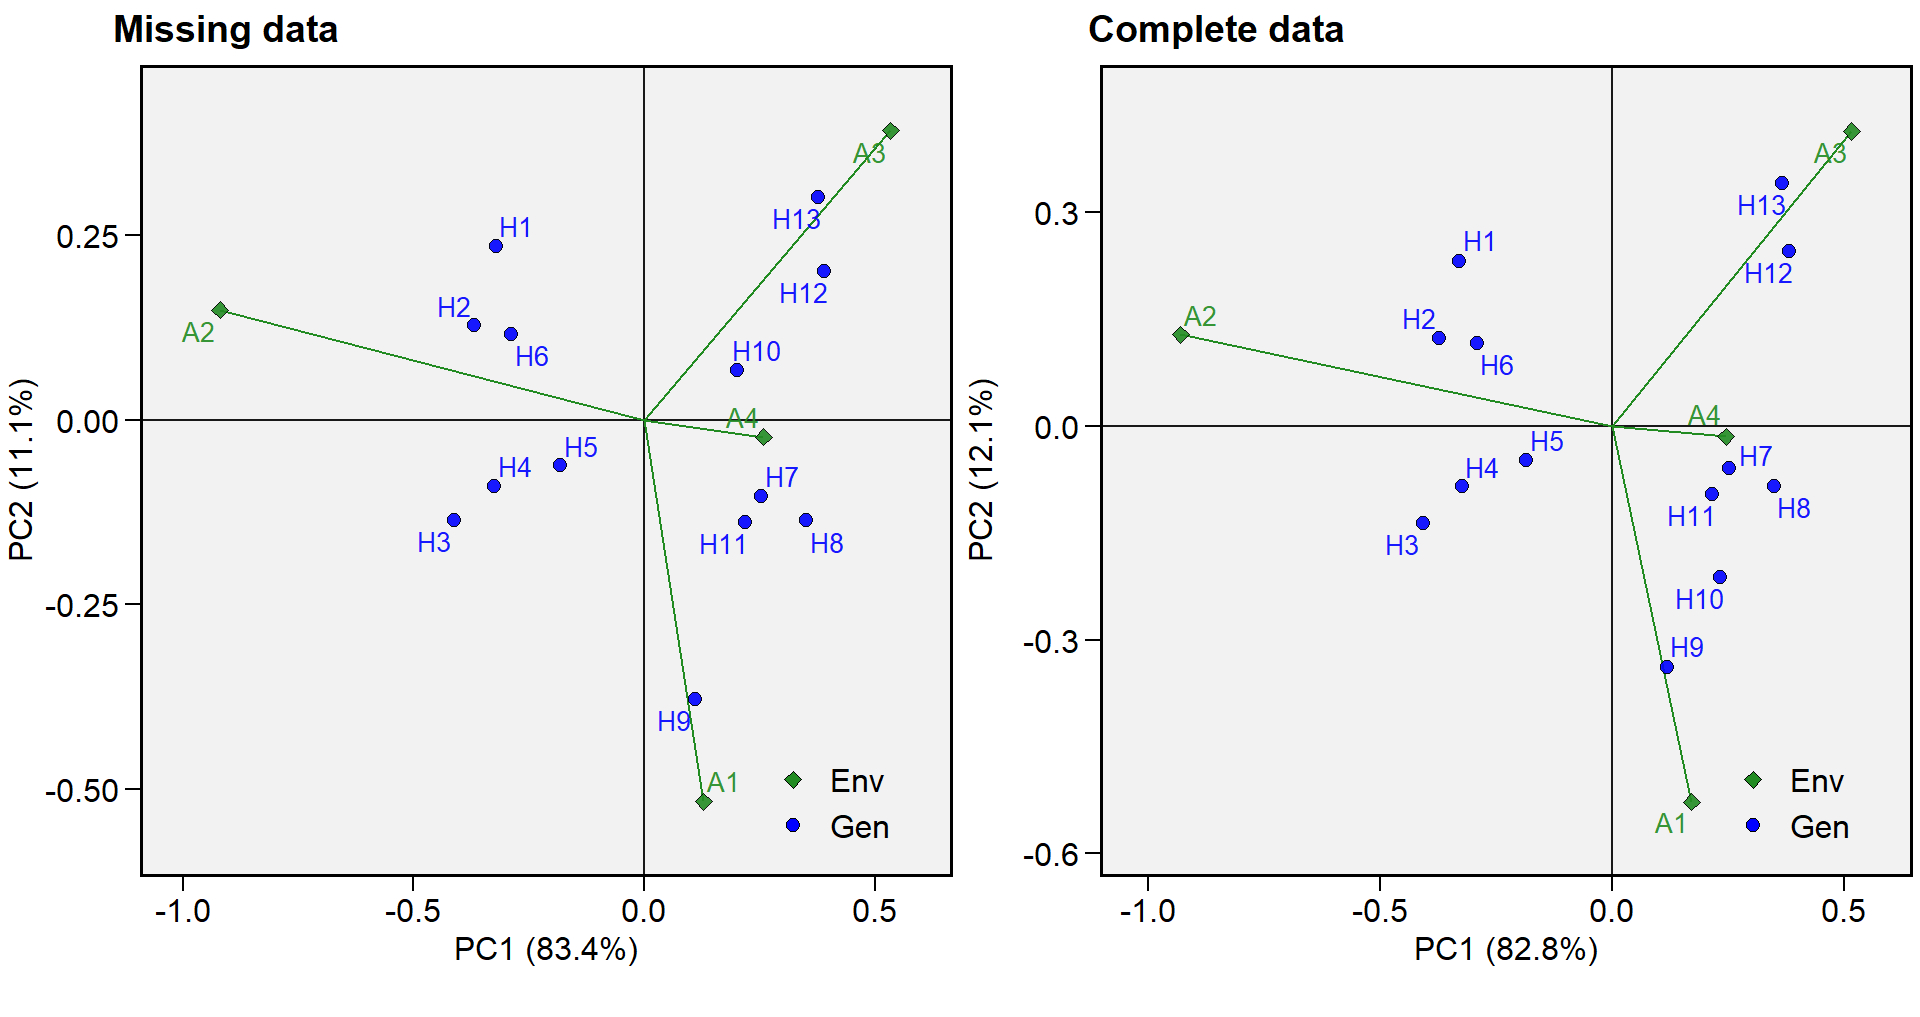 Missing data
PC2 (11.1%)
0.25
0.00
-0.25
-0.50
A3
H13
H1
H12
H2
A2
H6
H10
A4
H5
H4
H7
H3
H11
H8
H9
A1
Env
Gen
-1.0
-0.5
0.0
0.5
PC1 (83.4%)
Complete data
PC2 (12.1%)
0.3
0.0
-0.3
-0.6
A3
H13
H1
H12
A2
H2
H6
A4
H5
H7
H4
H8
H11
H3
H10
H9
A1
Env
Gen
-1.0
-0.5
0.0
0.5
PC1 (82.8%)